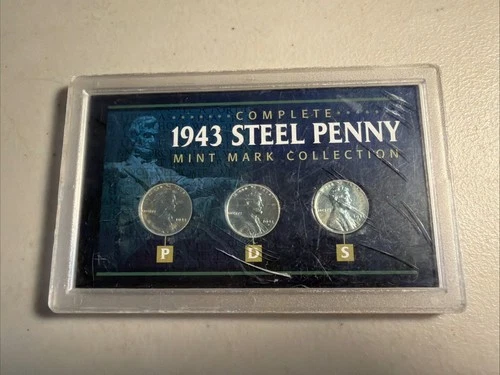 COMPLETE
1943 STEEL PENNY
MINT MARK COLLECTION
P D S